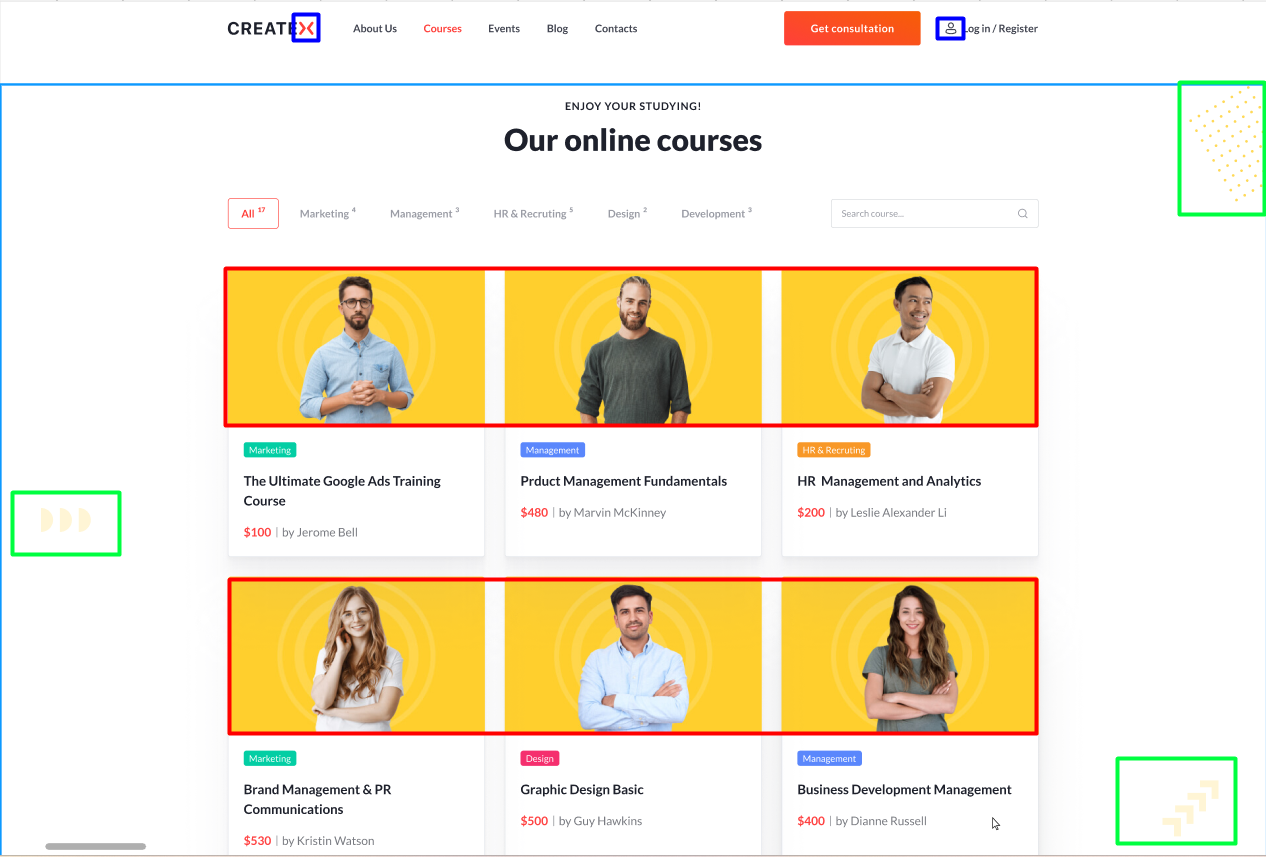 CREATEX About Us Courses Events Blog Contacts Get consultation Log in / Register
ENJOY YOUR STUDYING!
Our online courses
All 17 Marketing 4 Management 3 HR & Recruting 5 Design 2 Development 3 Search course...
Marketing
The Ultimate Google Ads Training
Course
$100 | by Jerome Bell
Management
Prduct Management Fundamentals
$480 | by Marvin McKinney
HR & Recruting
HR Management and Analytics
$200 | by Leslie Alexander Li
Marketing
Brand Management & PR
Communications
$530 | by Kristin Watson
Design
Graphic Design Basic
$500 | by Guy Hawkins
Management
Business Development Management
$400 | by Dianne Russell